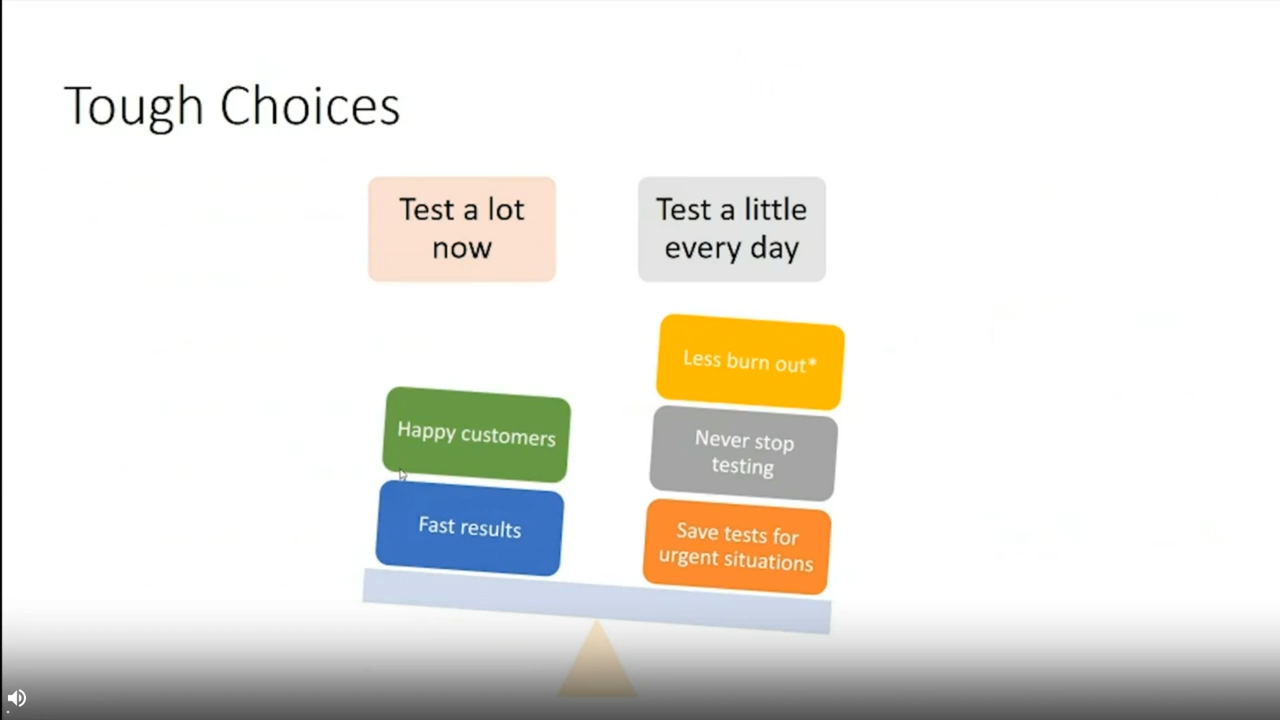 Tough Choices
Test a lot
now
Test a little
every day
Less burn out*
Happy customers
Never stop
testing
Fast results
Save tests for
urgent situations